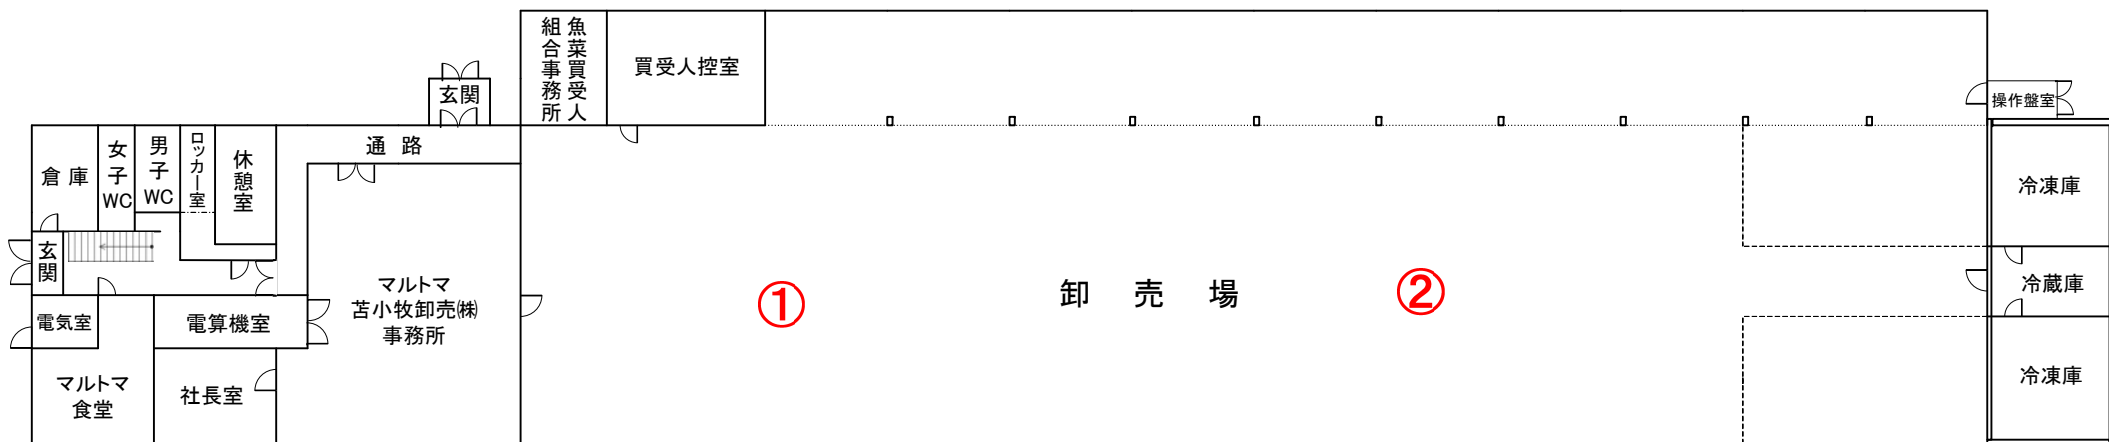 魚菜買受人
組合事務所
買受人控室
玄関
操作盤室
通 路
倉 庫
女子WC
男子WC
ロッカー室
休憩室
冷凍庫
玄関
マルトマ
苫小牧卸売㈱
事務所
①
卸 売 場
②
冷蔵庫
電気室
電算機室
マルトマ
食堂
社長室
冷凍庫